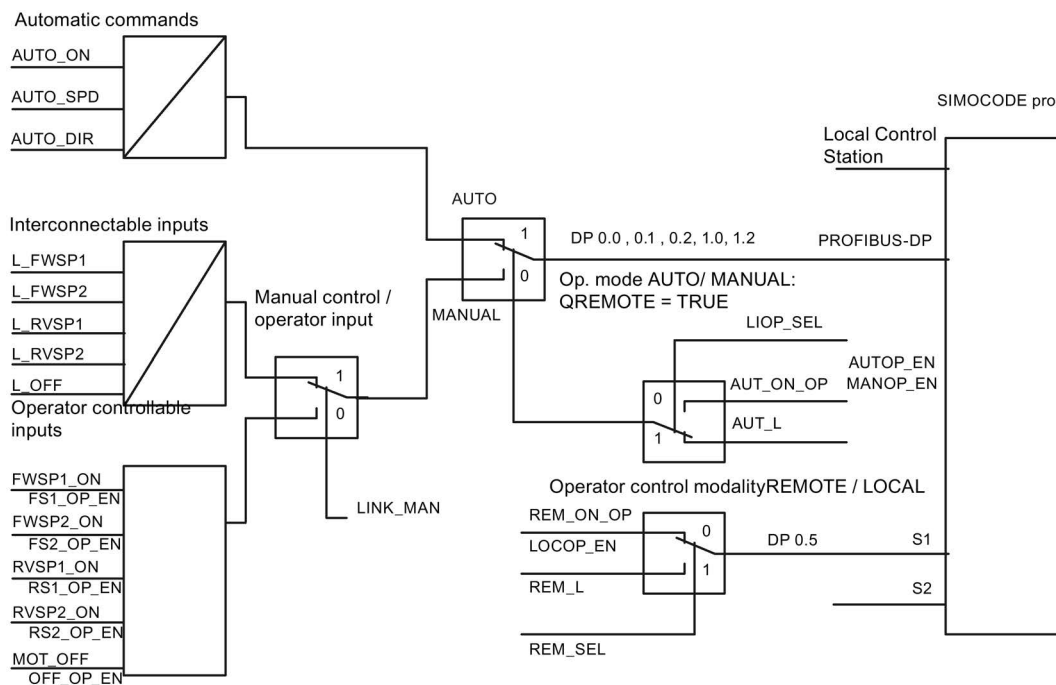 Automatic commands
AUTO_ON
AUTO_SPD
AUTO_DIR
SIMOCODE pro
Local Control
Station
Interconnectable inputs
L_FWSP1
L_FWSP2
L_RVSP1
L_RVSP2
L_OFF
Manual control /
operator input
1
0
AUTO
1
0
MANUAL
DP 0.0 , 0.1 , 0.2, 1.0, 1.2
PROFIBUS-DP
Op. mode AUTO/ MANUAL:
QREMOTE = TRUE
LIOP_SEL
AUTOP_EN
MANOP_EN
AUT_ON_OP
AUT_L
0
1
Operator controllable
inputs
FWSP1_ON
FS1_OP_EN
FWSP2_ON
FS2_OP_EN
RVSP1_ON
RS1_OP_EN
RVSP2_ON
RS2_OP_EN
MOT_OFF
OFF_OP_EN
LINK_MAN
Operator control modalityREMOTE / LOCAL
REM_ON_OP
LOCOP_EN
REM_L
REM_SEL
0
1
DP 0.5
S1
S2